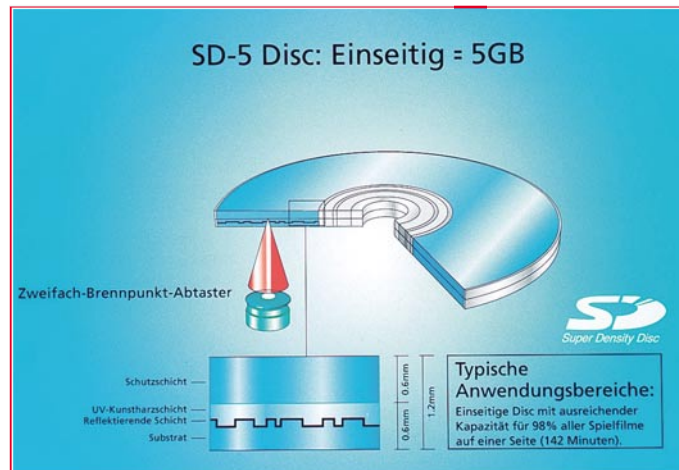 SD-5 Disc: Einseitig = 5GB
Zweifach-Brennpunkt-Abtaster
SD
Super Density Disc
Schutzschicht
UV-Kunstharzschicht
Reflektierende Schicht
Substrat
0.6mm
0.6mm
1.2mm
Typische
Anwendungsbereiche:
Einseitige Disc mit ausreichender
Kapazität für 98% aller Spielfilme
auf einer Seite (142 Minuten).